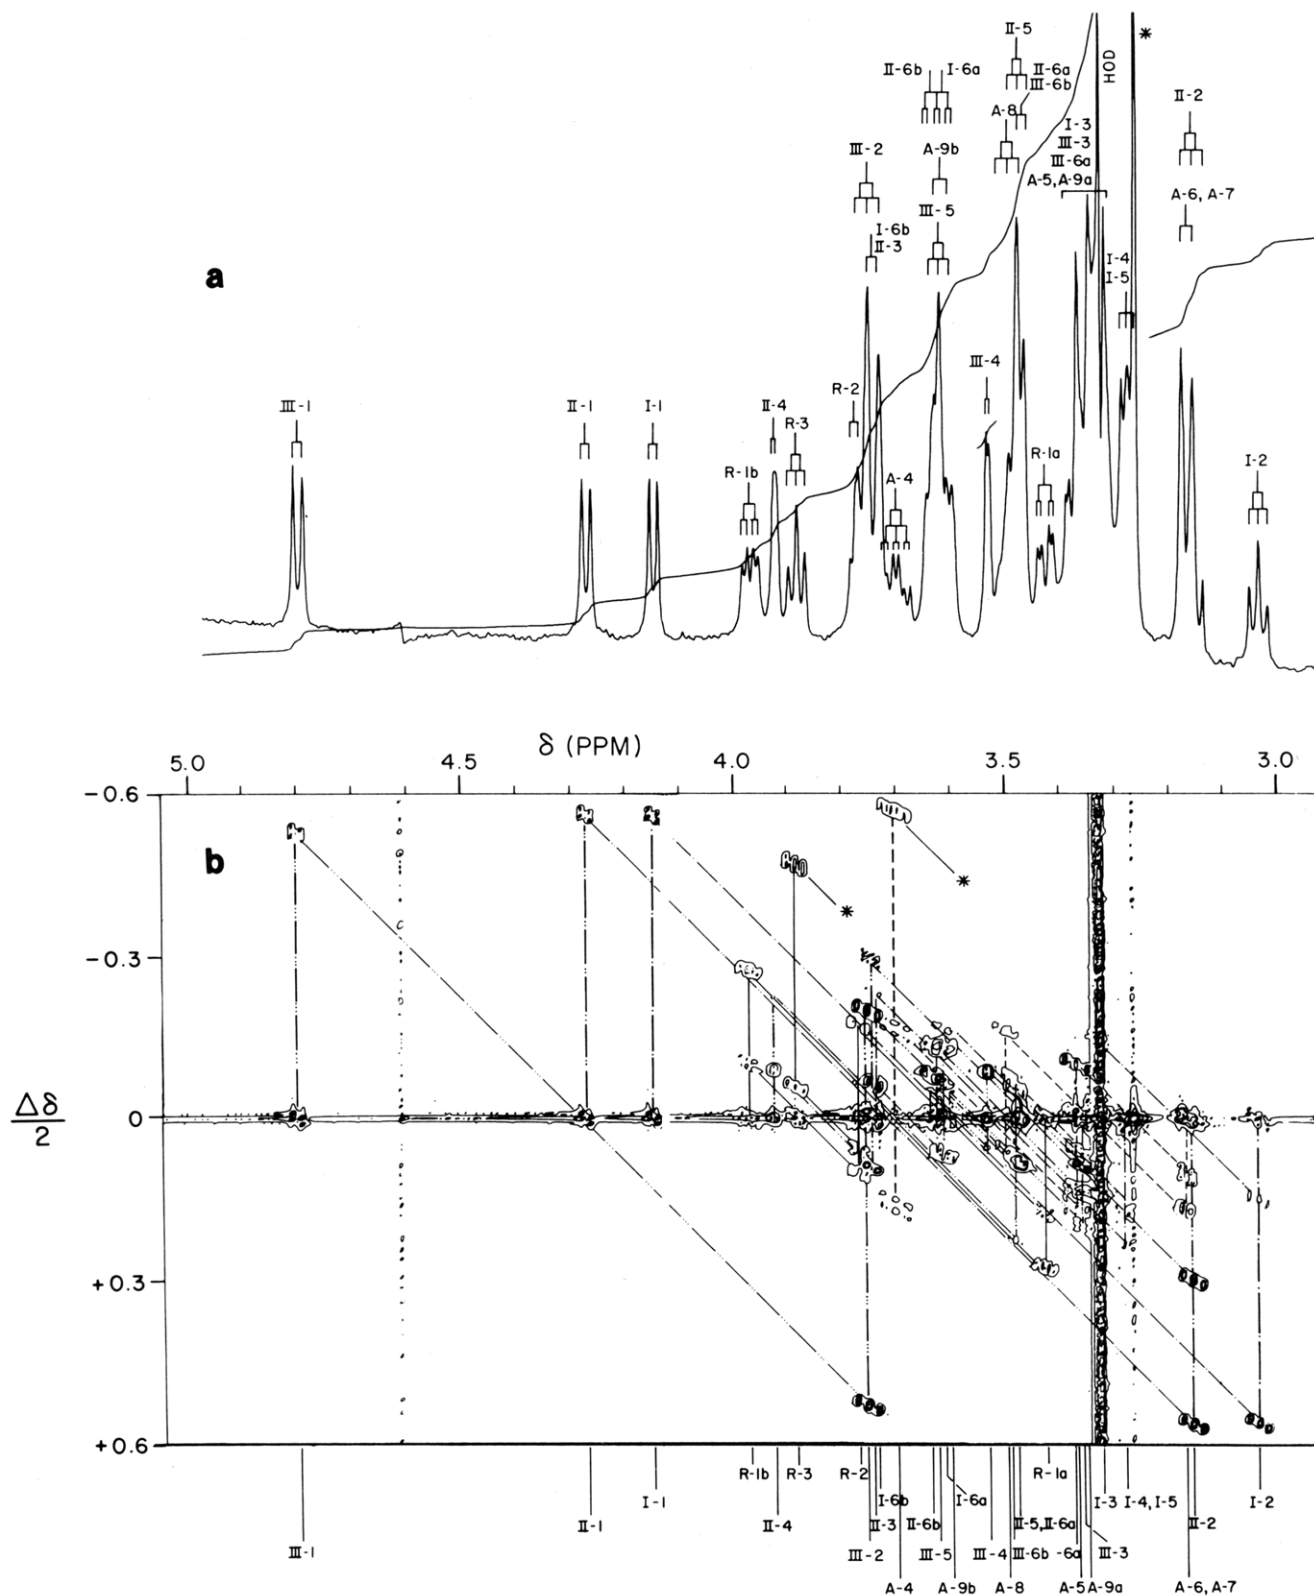 II-5
*
II-6b
I-6a
II-6a
III-6b
HOD
A-8
II-2
I-3
III-3
III-6a
A-5, A-9a
III-2
A-9b
A-6, A-7
III-5
I-6b
II-3
a
I-4
I-5
III-4
R-2
III-1
II-1
I-1
II-4
R-3
R-1b
A-4
R-1a
I-2
δ (PPM)
5.0
4.5
4.0
3.5
3.0
-0.6
b
*
*
-0.3
Δδ
2
0
+0.3
+0.6
R-1b
R-3
R-2
R-1a
I-1
I-6b
I-6a
I-3
I-4, I-5
I-2
II-1
II-4
II-3
II-6b
II-5, II-6a
II-2
III-1
III-2
III-5
III-4
III-6b
-6a
III-3
A-4
A-9b
A-8
A-5
A-9a
A-6, A-7